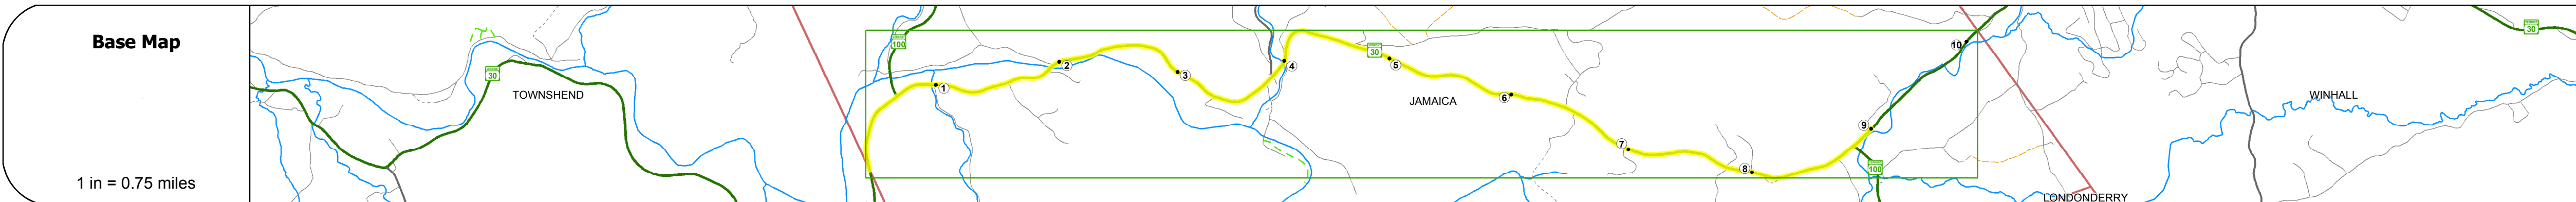 Base Map
1 in = 0.75 miles
30
TOWNSHEND
100
1
2
3
4
30
5
JAMAICA
6
7
8
9
100
10
LONDONDERRY
WINHALL
30